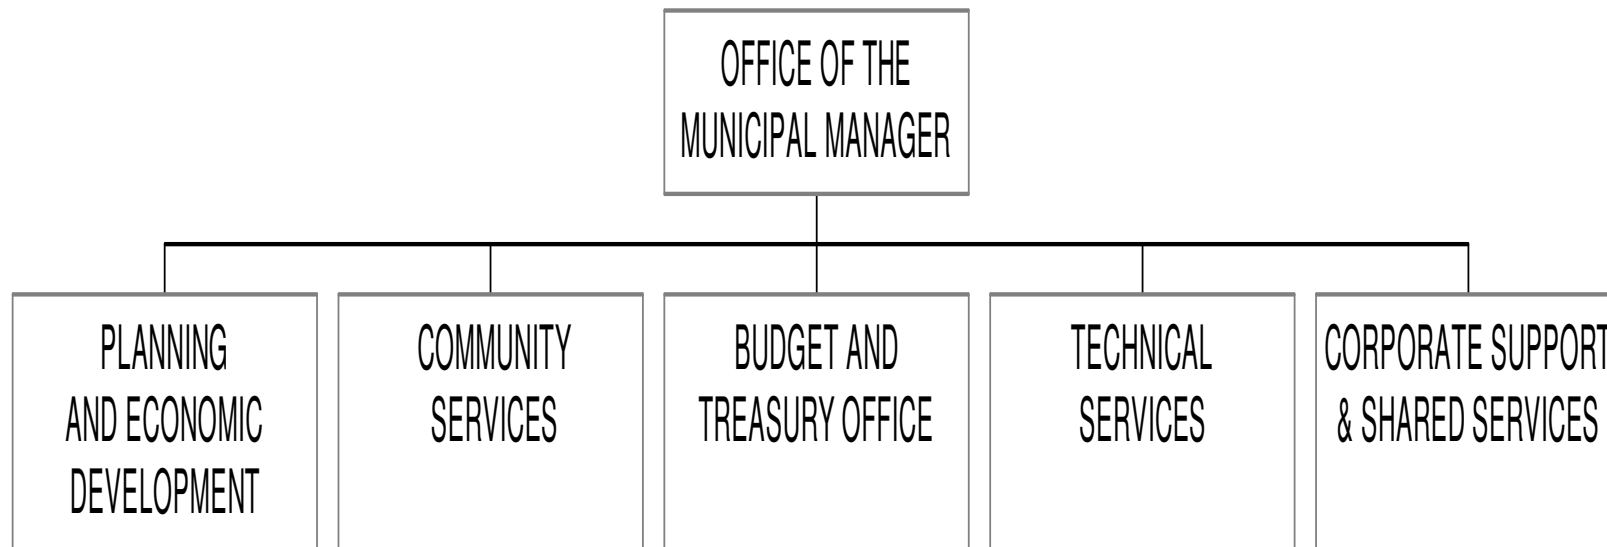 OFFICE OF THE
MUNICIPAL MANAGER
PLANNING
AND ECONOMIC
DEVELOPMENT
COMMUNITY
SERVICES
BUDGET AND
TREASURY OFFICE
TECHNICAL
SERVICES
CORPORATE SUPPORT
& SHARED SERVICES